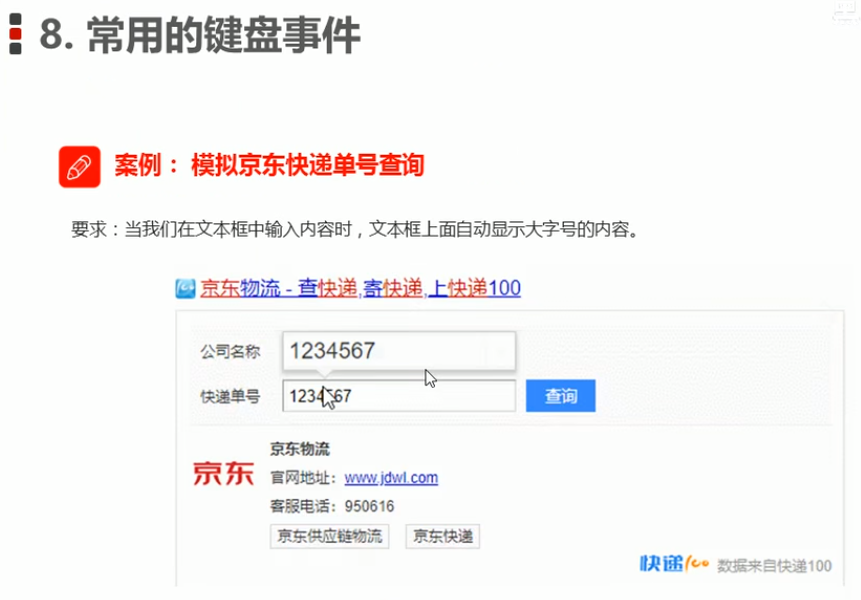 8. 常用的键盘事件
案例： 模拟京东快递单号查询
要求：当我们在文本框中输入内容时，文本框上面自动显示大字号的内容。
京东物流 - 查快递,寄快递,上快递100
公司名称 1234567
快递单号 1234567 查询
京东物流
京东 官网地址： www.jdwl.com
客服电话： 950616
京东供应链物流 京东快递
快递100 数据来自快递100